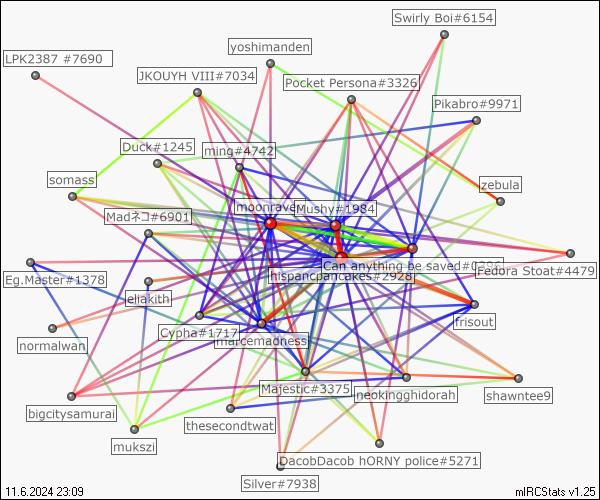 Swirly Boi#6154
yoshimanden
LPK2387 #7690
JKOUYH VIII#7034
Pocket Persona#3326
Pikabro#9971
Duck#1245
ming#4742
somass
zebula
moonrave
Mushy#1984
Madネコ#6901
Can anything be saved#0
Fedora Stoat#4479
hispancpancakes#2928
Eg.Master#1378
eliakith
frisout
Cypha#1717
marcemadness
normalwan
Majestic#3375
neokingghidorah
shawntee9
bigcitysamurai
thesecondtwat
mukszi
DacobDacob hORNY police#5271
Silver#7938
11.6.2024 23:09
mIRCStats v1.25